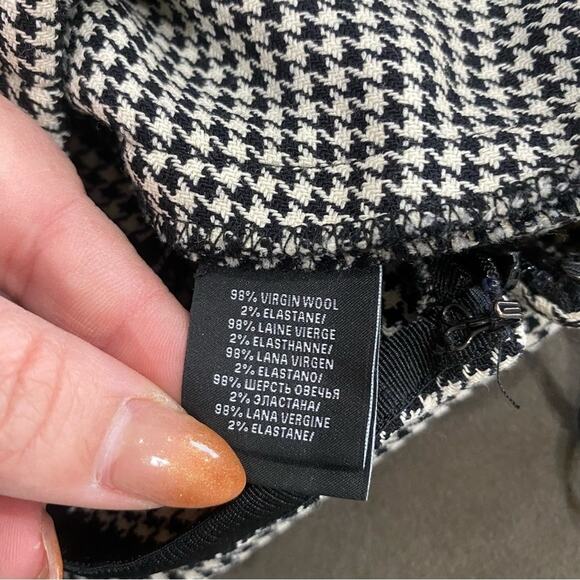 98% VIRGIN WOOL
2% ELASTANE/
98% LAINE VIERGE
2% ELASTHANNE/
98% LANA VIRGEN
2% ELASTANO/
98% ШЕРСТЬ ОВЕЧЬЯ
2% ЭЛАСТАНА/
98% LANA VERGINE
2% ELASTANE/